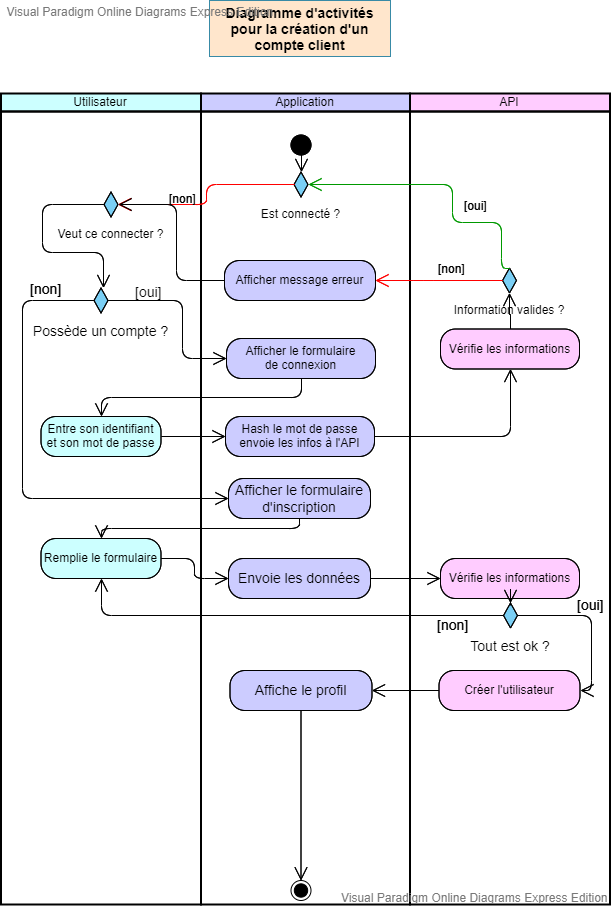 Visual Paradigm Online Diagrams Express Edition
Diagramme d'activités
pour la création d'un
compte client
Utilisateur
Application
API
[non]
Est connecté ?
[oui]
Veut ce connecter ?
[non]
Afficher message erreur
[non]
[oui]
Information valides ?
Possède un compte ?
Afficher le formulaire
de connexion
Vérifie les informations
Entre son identifiant
et son mot de passe
Hash le mot de passe
envoie les infos à l'API
Afficher le formulaire
d'inscription
Remplie le formulaire
Envoie les données
Vérifie les informations
[oui]
[non]
Tout est ok ?
Affiche le profil
Créer l'utilisateur
Visual Paradigm Online Diagrams Express Edition